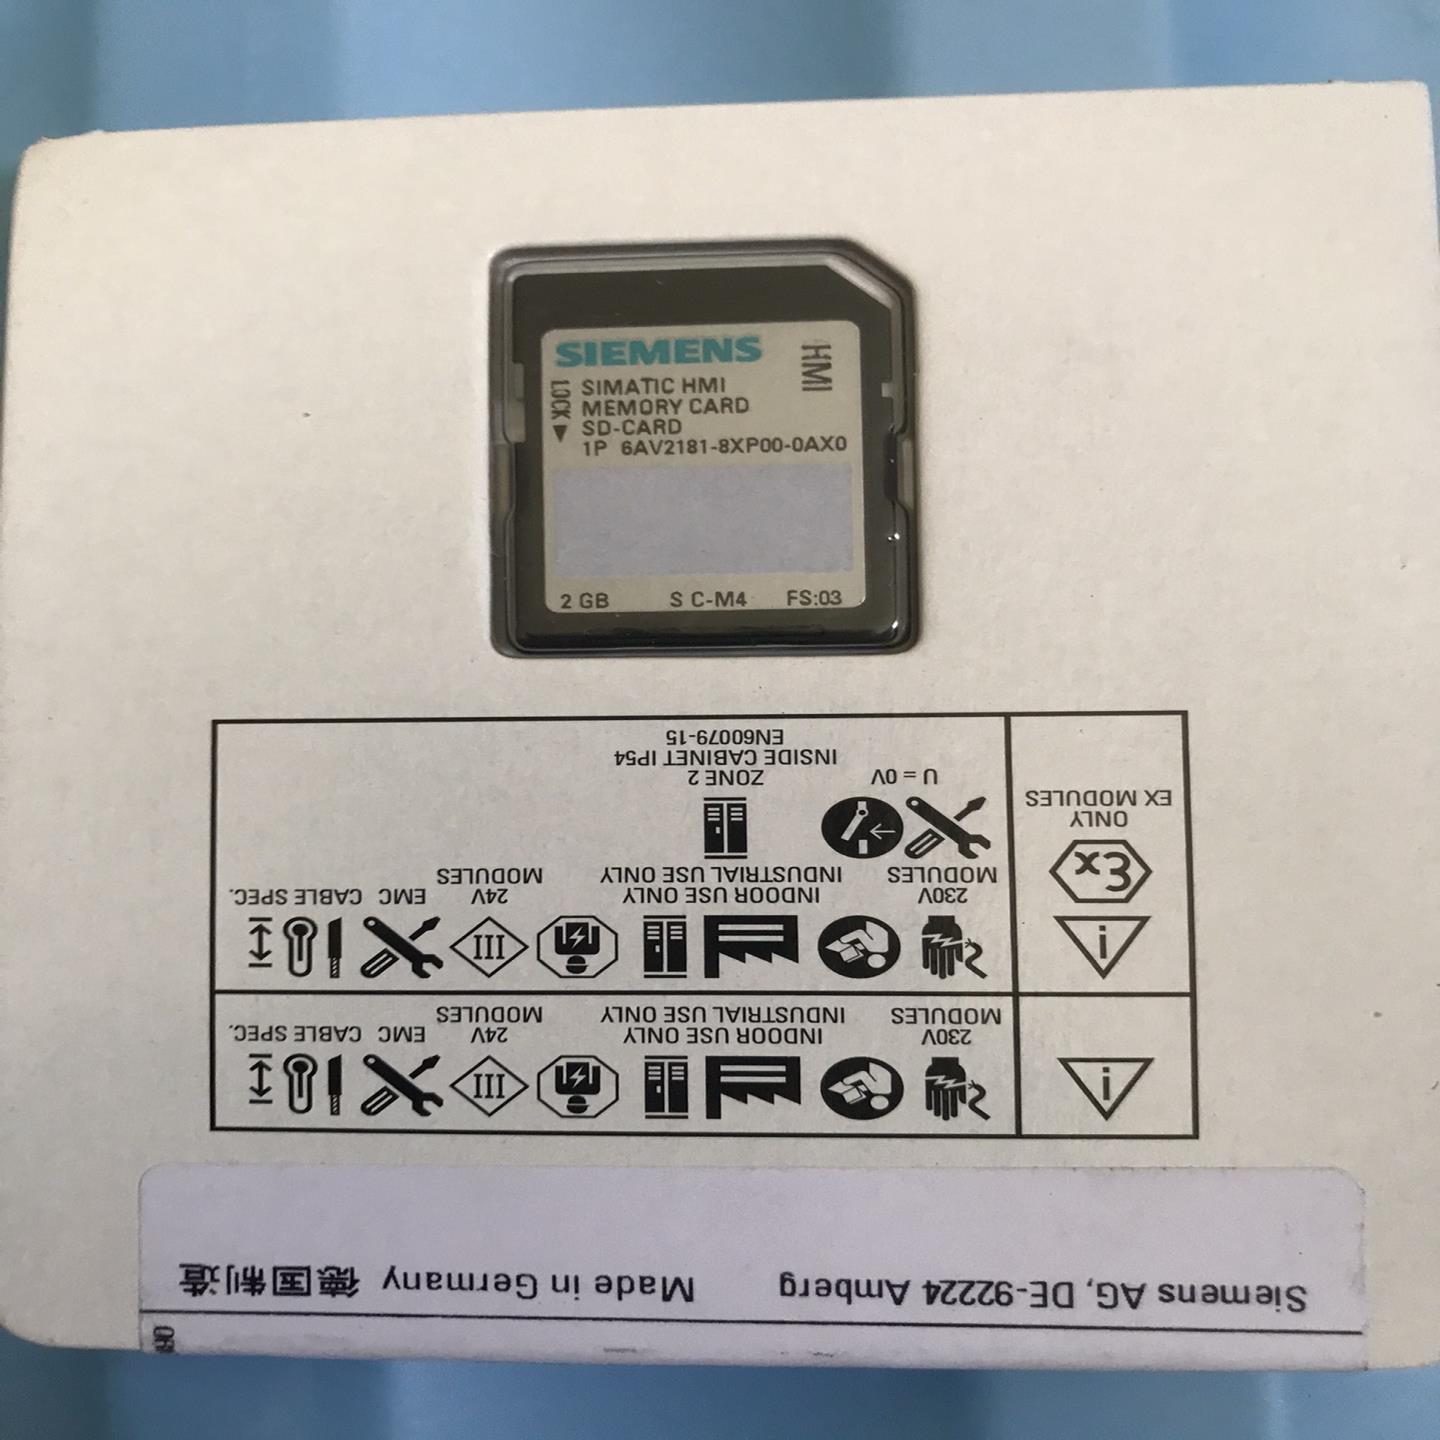 SIEMENS
HMI
LOCK
SIMATIC HMI
MEMORY CARD
SD-CARD
1P 6AV2181-8XP00-0AX0
2 GB S C-M4 FS:03
Siemens AG, DE-92224 Amberg Made in Germany 德国制造
i
III
230V INDOOR USE ONLY 24V EMC CABLE SPEC.
MODULES INDUSTRIAL USE ONLY MODULES
i
III
Ex
230V INDOOR USE ONLY 24V EMC CABLE SPEC.
MODULES INDUSTRIAL USE ONLY MODULES
ONLY
EX MODULES
U = 0V
ZONE 2
INSIDE CABINET IP54
EN60079-15